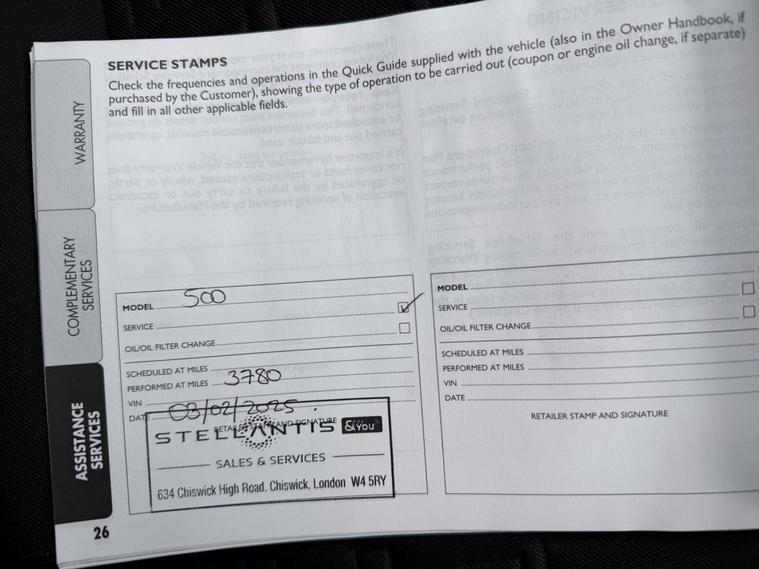 SERVICE STAMPS
Check the frequencies and operations in the Quick Guide supplied with the vehicle (also in the Owner Handbook, if
purchased by the Customer), showing the type of operation to be carried out (coupon or engine oil change, if separate)
and fill in all other applicable fields.
WARRANTY
COMPLEMENTARY
SERVICES
ASSISTANCE
SERVICES
MODEL 500
SERVICE ✓
OIL/OIL FILTER CHANGE
SCHEDULED AT MILES
PERFORMED AT MILES 3780
VIN
DATE 03/02/2025
RETAILER STAMP AND SIGNATURE
STELLANTIS &YOU
SALES & SERVICES
634 Chiswick High Road, Chiswick, London W4 5RY
MODEL
SERVICE
OIL/OIL FILTER CHANGE
SCHEDULED AT MILES
PERFORMED AT MILES
VIN
DATE
RETAILER STAMP AND SIGNATURE
26